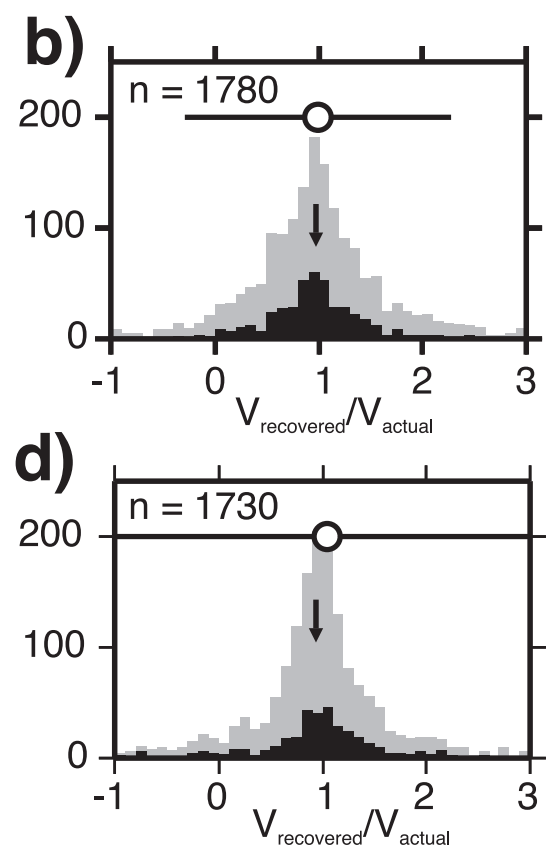 b)
n = 1780
200
100
0
-1 0 1 2 3
Vrecovered/Vactual
d)
n = 1730
200
100
0
-1 0 1 2 3
Vrecovered/Vactual